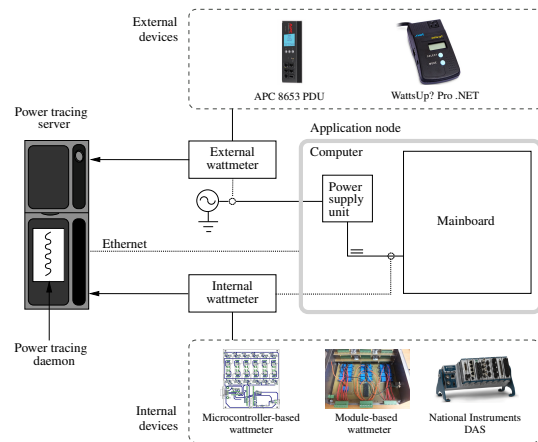 External
devices
APC 8653 PDU
WattsUp? Pro .NET
Power tracing
server
Application node
External
wattmeter
Computer
Power
supply
unit
Mainboard
Ethernet
Internal
wattmeter
Power tracing
daemon
Internal
devices
Microcontroller-based
wattmeter
Module-based
wattmeter
National Instruments
DAS